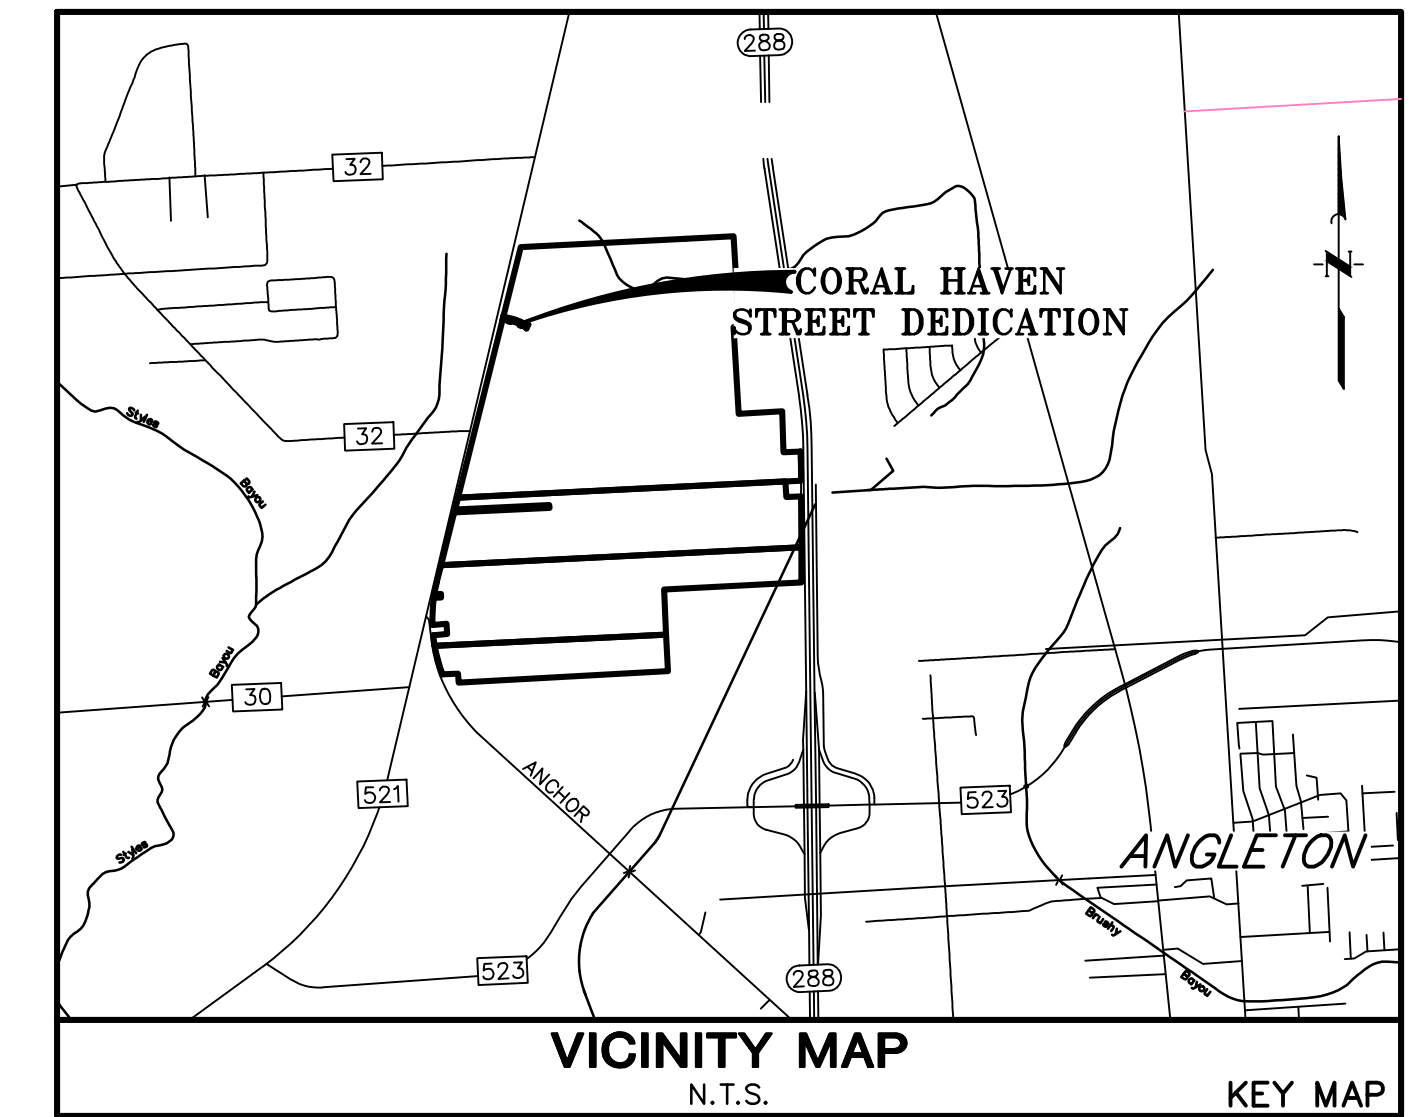 288
32
N
CORAL HAVEN
STREET DEDICATION
Styles
32
Bayou
Bayou
30
521
ANCHOR
523
Styles
ANGLETON
Brushy
523
288
Bayou
VICINITY MAP
N.T.S.
KEY MAP